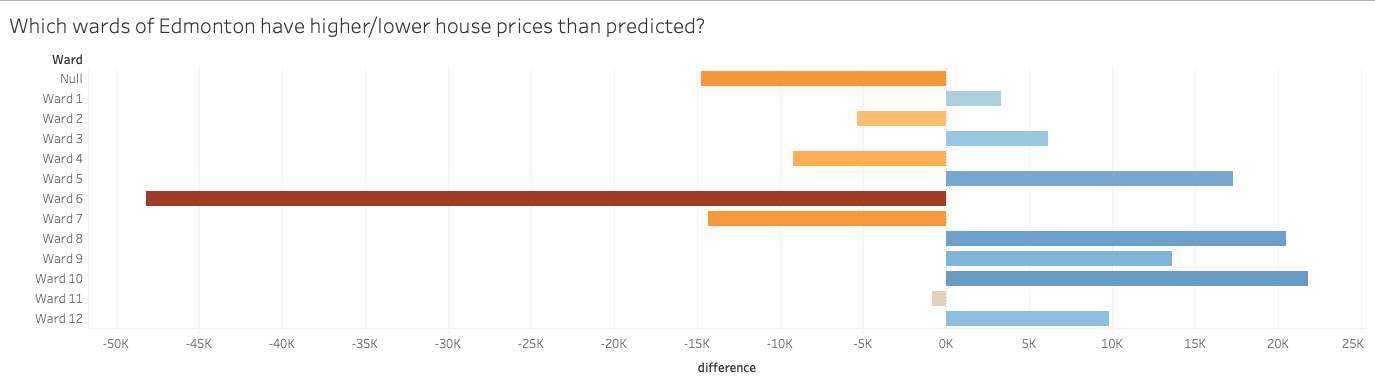 Which wards of Edmonton have higher/lower house prices than predicted?
Ward
Null
Ward 1
Ward 2
Ward 3
Ward 4
Ward 5
Ward 6
Ward 7
Ward 8
Ward 9
Ward 10
Ward 11
Ward 12
-50K -45K -40K -35K -30K -25K -20K -15K -10K -5K 0K 5K 10K 15K 20K 25K
difference